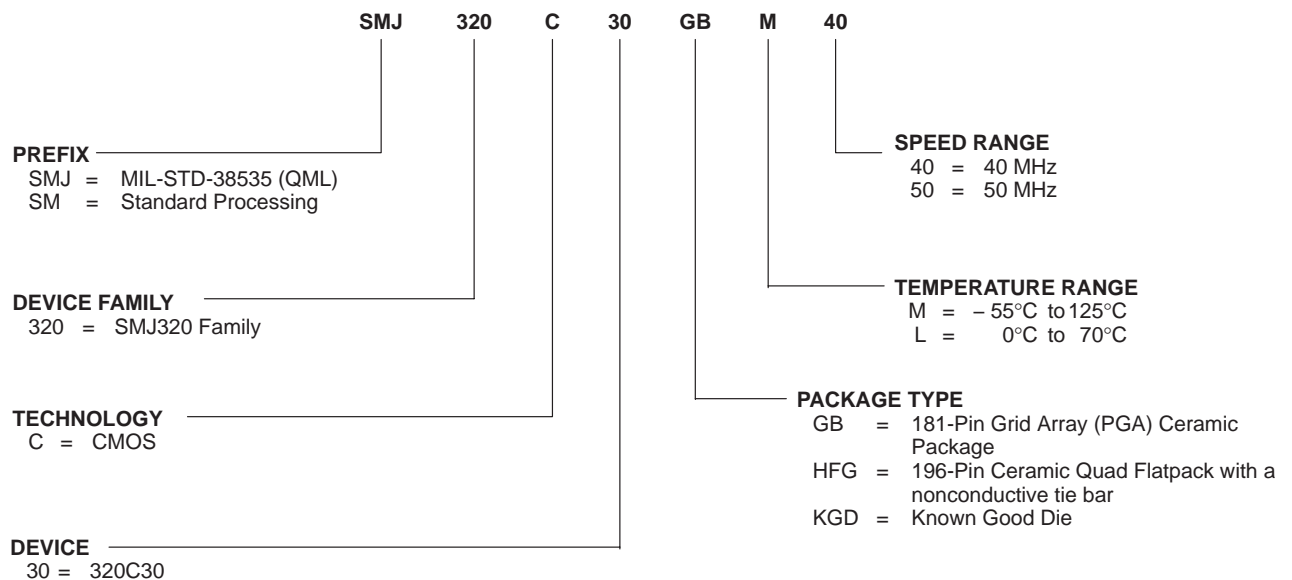 SMJ 320 C 30 GB M 40
PREFIX
SMJ = MIL-STD-38535 (QML)
SM = Standard Processing
DEVICE FAMILY
320 = SMJ320 Family
TECHNOLOGY
C = CMOS
DEVICE
30 = 320C30
SPEED RANGE
40 = 40 MHz
50 = 50 MHz
TEMPERATURE RANGE
M = – 55°C to 125°C
L = 0°C to 70°C
PACKAGE TYPE
GB = 181-Pin Grid Array (PGA) Ceramic
Package
HFG = 196-Pin Ceramic Quad Flatpack with a
nonconductive tie bar
KGD = Known Good Die